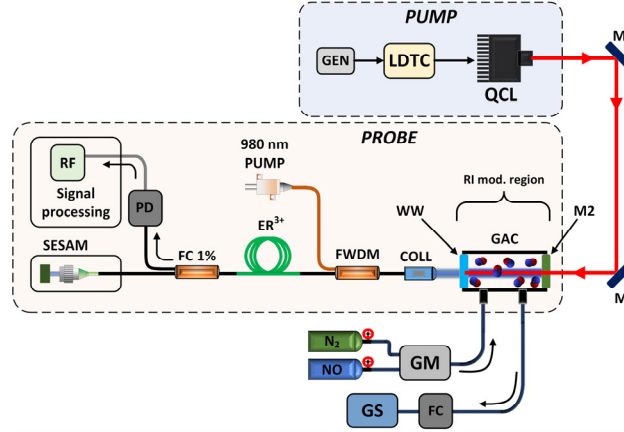 PUMP
GEN
LDTC
QCL
M
PROBE
RF
Signal
processing
PD
980 nm
PUMP
RI mod. region
WW
GAC
M2
SESAM
FC 1%
ER3+
FWDM
COLL
M
N2
NO
GM
GS
FC